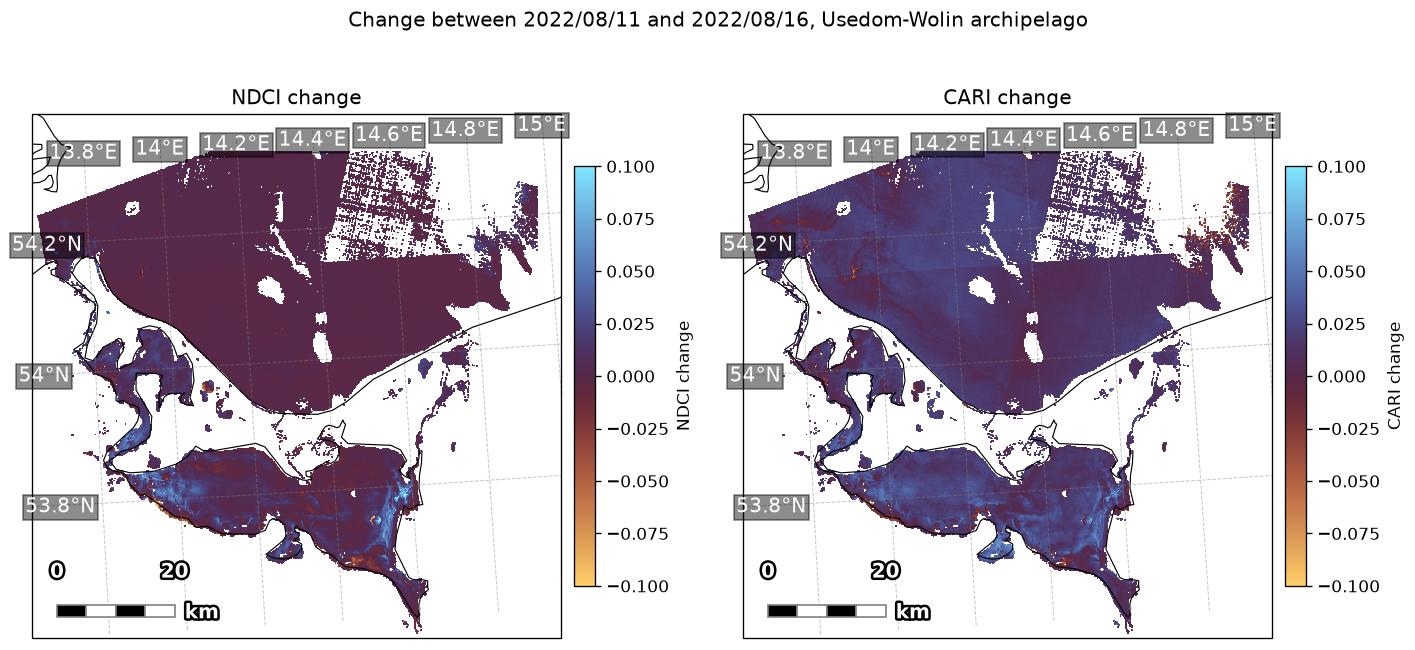 Change between 2022/08/11 and 2022/08/16, Usedom-Wolin archipelago
NDCI change
13.8°E
14°E
14.2°E
14.4°E
14.6°E
14.8°E
15°E
54.2°N
54°N
53.8°N
0
20
km
0.100
0.075
0.050
0.025
0.000
−0.025
−0.050
−0.075
−0.100
NDCI change
CARI change
13.8°E
14°E
14.2°E
14.4°E
14.6°E
14.8°E
15°E
54.2°N
54°N
53.8°N
0
20
km
0.100
0.075
0.050
0.025
0.000
−0.025
−0.050
−0.075
−0.100
CARI change